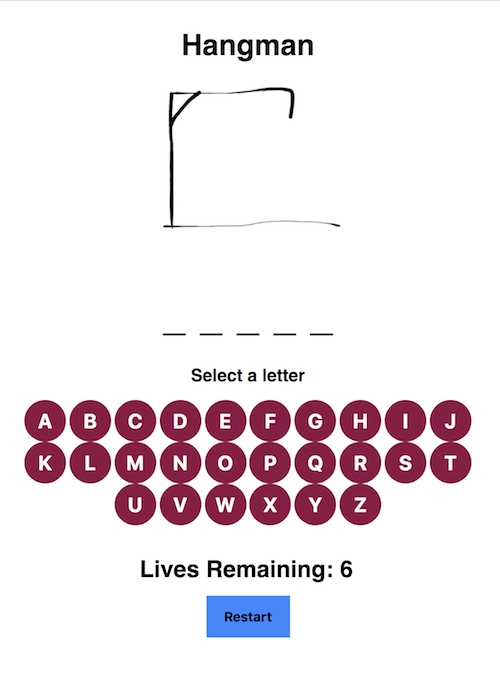 Hangman
_ _ _ _ _
Select a letter
A B C D E F G H I J
K L M N O P Q R S T
U V W X Y Z
Lives Remaining: 6
Restart